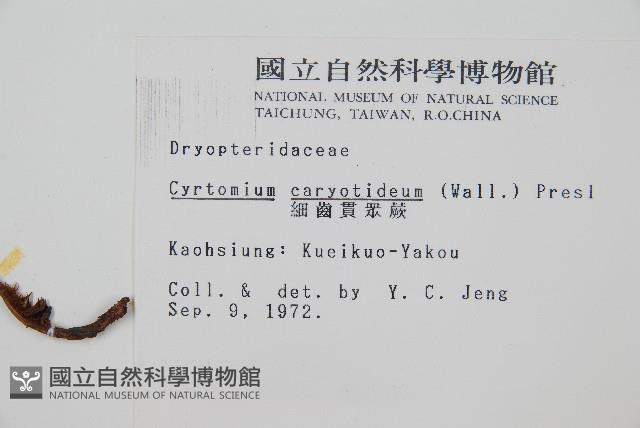 國立自然科學博物館
NATIONAL MUSEUM OF NATURAL SCIENCE
TAICHUNG, TAIWAN, R.O.CHINA
Dryopteridaceae
Cyrtomium caryotideum (Wall.) Presl
細齒貫眾蕨
Kaohsiung: Kueikuo-Yakou
Coll. & det. by Y. C. Jeng
Sep. 9, 1972.
國立自然科學博物館
NATIONAL MUSEUM OF NATURAL SCIENCE